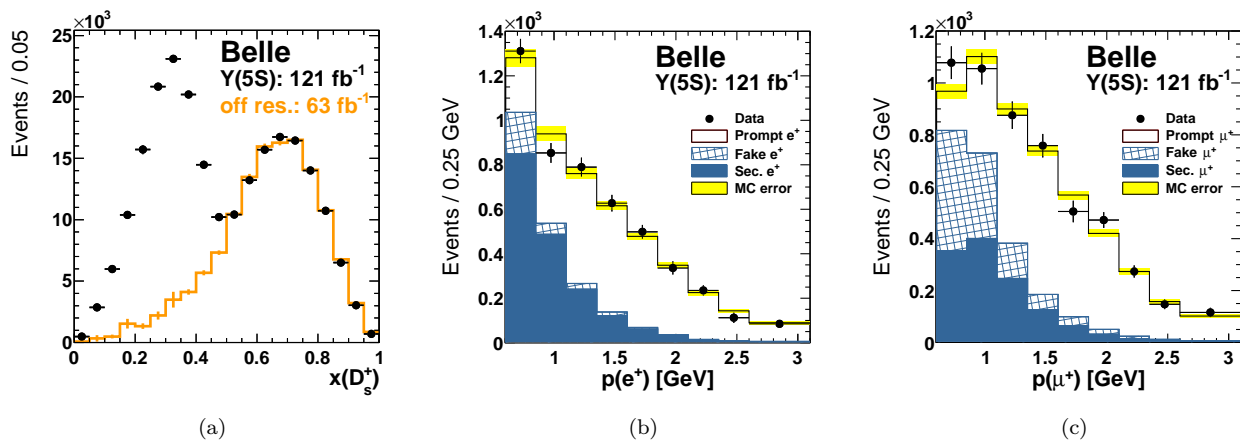 ×10³
Events / 0.05
25
20
15
10
5
0
0 0.2 0.4 0.6 0.8 1
x(D_s^+)
Belle
Υ(5S): 121 fb⁻¹
off res.: 63 fb⁻¹
(a)
×10³
Events / 0.25 GeV
1.4
1.2
1
0.8
0.6
0.4
0.2
0
1 1.5 2 2.5 3
p(e⁺) [GeV]
Belle
Υ(5S): 121 fb⁻¹
Data
Prompt e⁺
Fake e⁺
Sec. e⁺
MC error
(b)
×10³
Events / 0.25 GeV
1.2
1
0.8
0.6
0.4
0.2
0
1 1.5 2 2.5 3
p(μ⁺) [GeV]
Belle
Υ(5S): 121 fb⁻¹
Data
Prompt μ⁺
Fake μ⁺
Sec. μ⁺
MC error
(c)